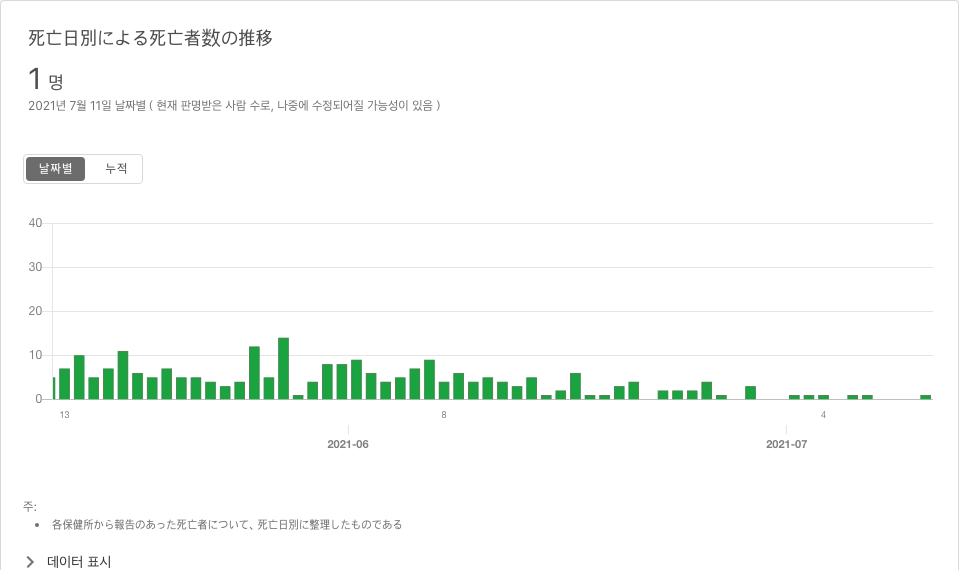 死亡日別による死亡者数の推移
1 명
2021년 7월 11일 날짜별 ( 현재 판명받은 사람 수로, 나중에 수정되어질 가능성이 있음 )
날짜별 누적
40
30
20
10
0
13 8 4
2021-06 2021-07
주:
• 各保健所から報告のあった死亡者について、死亡日別に整理したものである
데이터 표시